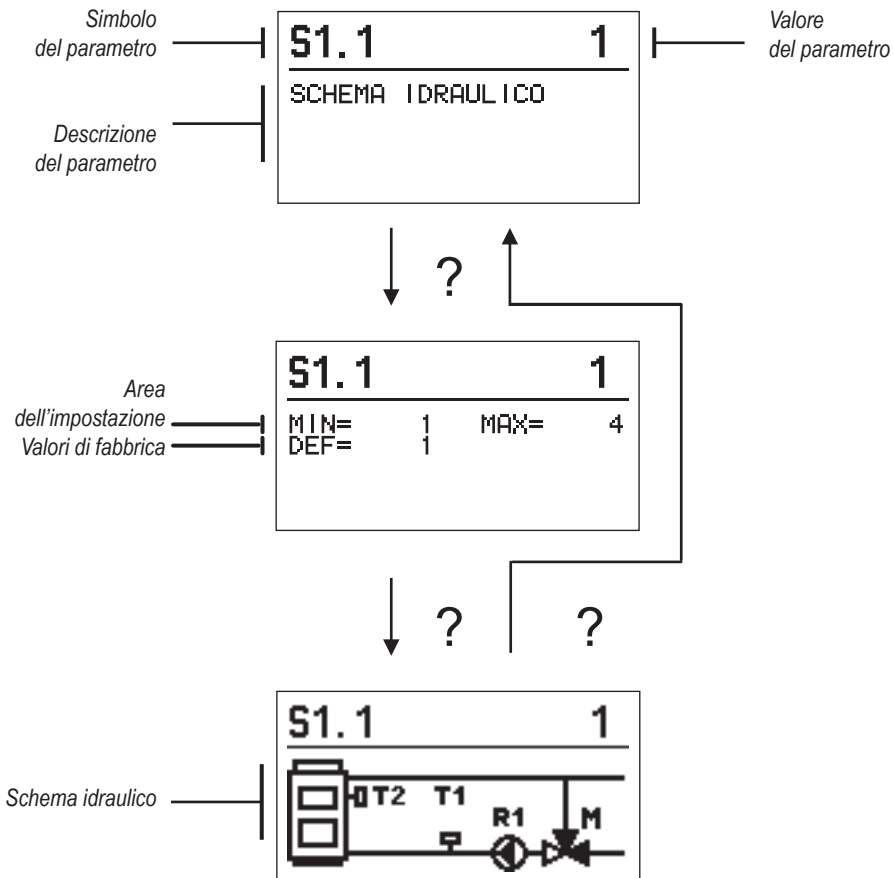 Simbolo
del parametro
S1.1 1
Valore
del parametro
SCHEMA IDRAULICO
Descrizione
del parametro
?
S1.1 1
Area
dell'impostazione
MIN= 1 MAX= 4
Valori di fabbrica
DEF= 1
? ?
S1.1 1
Schema idraulico
T2 T1
R1 M